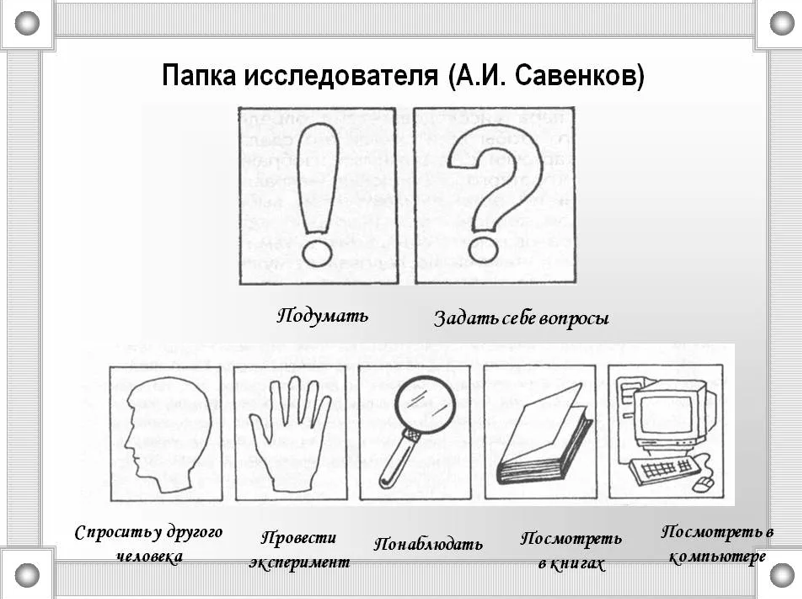 Папка исследователя (А.И. Савенков)
Подумать
Задать себе вопросы
Спросить у другого
человека
Провести
эксперимент
Понаблюдать
Посмотреть
в книгах
Посмотреть в
компьютере